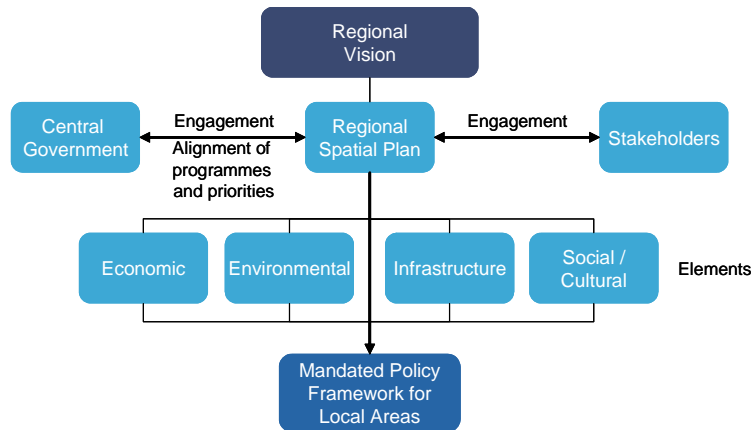 Regional
Vision
Central
Government
Engagement
Alignment of
programmes
and priorities
Regional
Spatial Plan
Engagement
Stakeholders
Economic
Environmental
Infrastructure
Social /
Cultural
Elements
Mandated Policy
Framework for
Local Areas